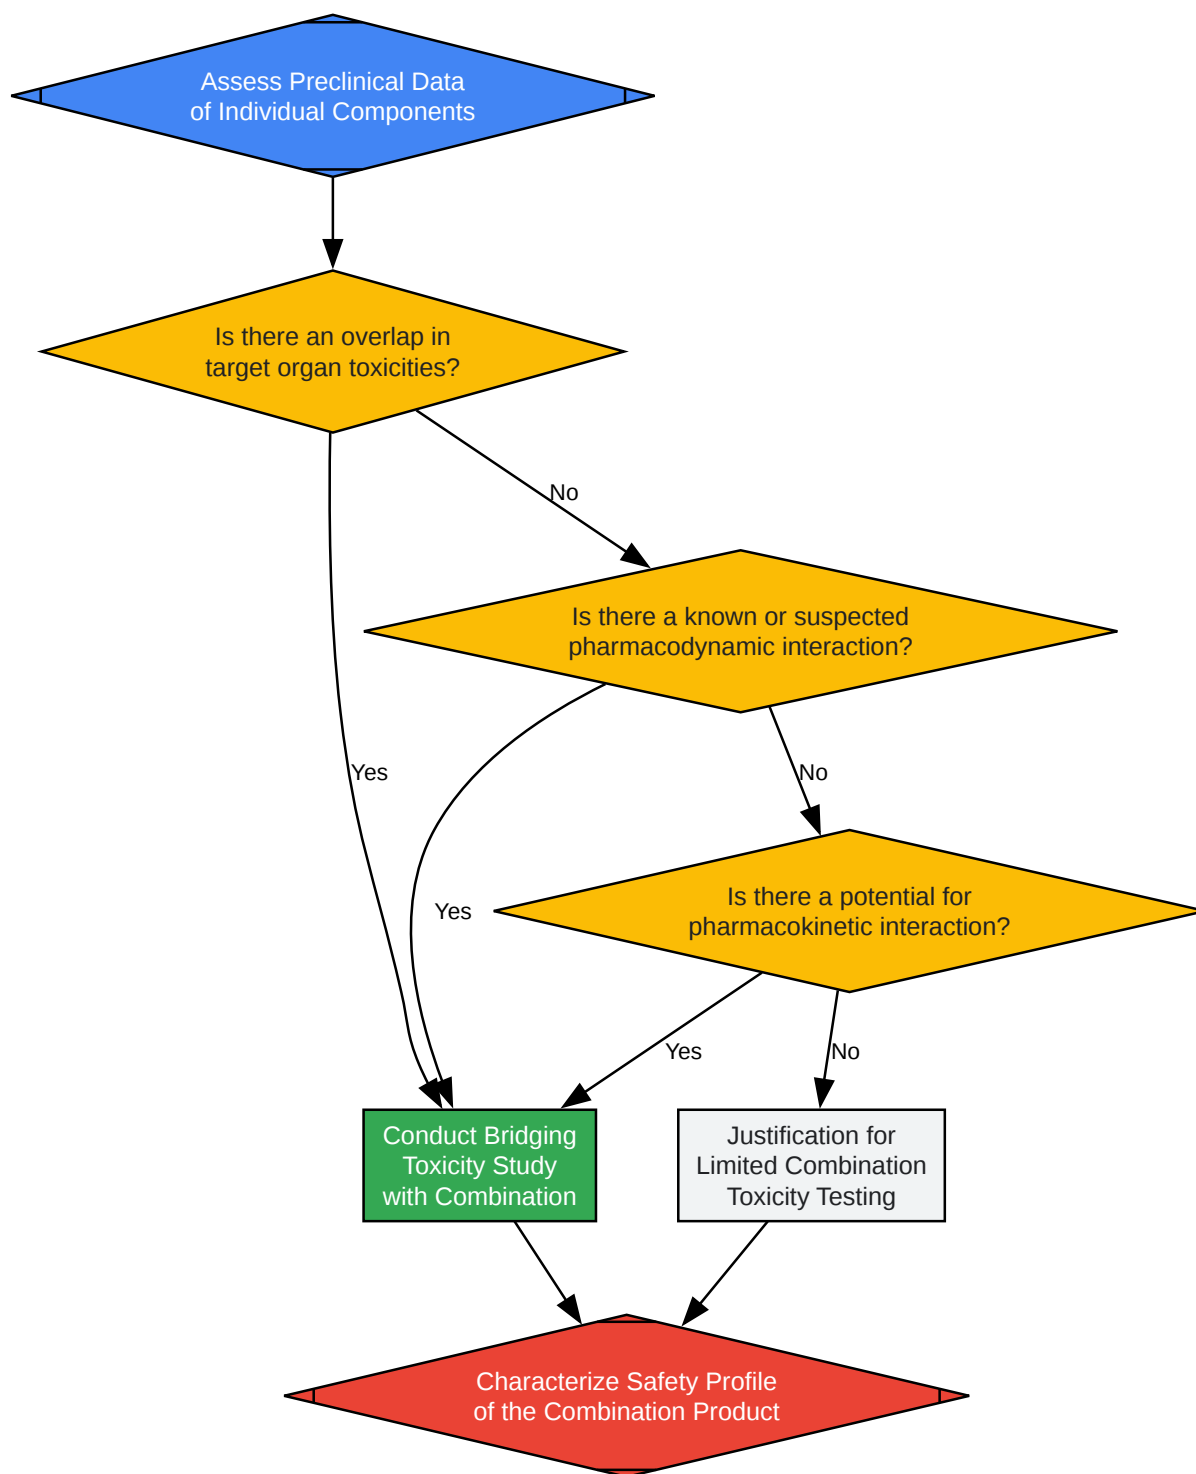 Assess Preclinical Data
of Individual Components
Is there an overlap in
target organ toxicities?
No
Is there a known or suspected
pharmacodynamic interaction?
Yes
No
Is there a potential for
pharmacokinetic interaction?
Yes
Yes
No
Conduct Bridging
Toxicity Study
with Combination
Justification for
Limited Combination
Toxicity Testing
Characterize Safety Profile
of the Combination Product